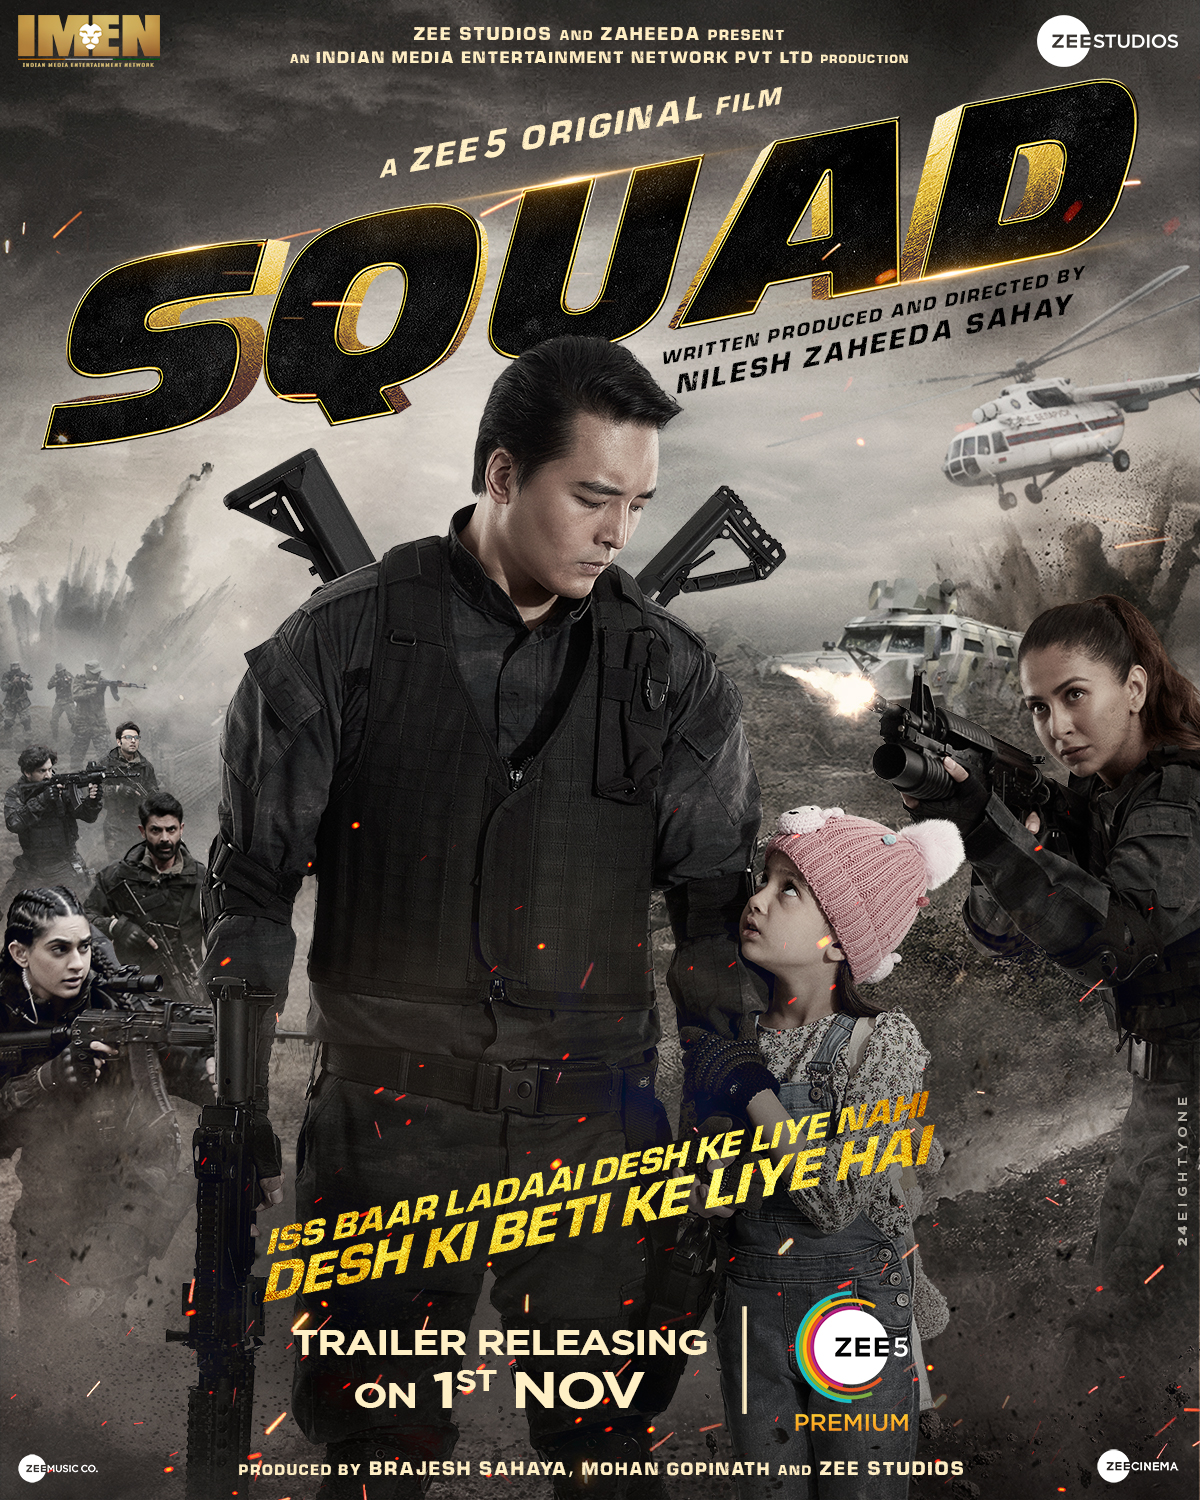 IMEN
INDIAN MEDIA ENTERTAINMENT NETWORK
ZEE STUDIOS AND ZAHEEDA PRESENT
AN INDIAN MEDIA ENTERTAINMENT NETWORK PVT LTD PRODUCTION
ZEESTUDIOS
A ZEE5 ORIGINAL FILM
SQUAD
WRITTEN PRODUCED AND DIRECTED BY
NILESH ZAHEEDA SAHAY
ISS BAAR LADAAI DESH KE LIYE NAHI
DESH KI BETI KE LIYE HAI
24EIGHTYONE
TRAILER RELEASING
ON 1ST NOV
ZEE5
PREMIUM
ZEEMUSIC CO.
PRODUCED BY BRAJESH SAHAYA, MOHAN GOPINATH AND ZEE STUDIOS
ZEECINEMA